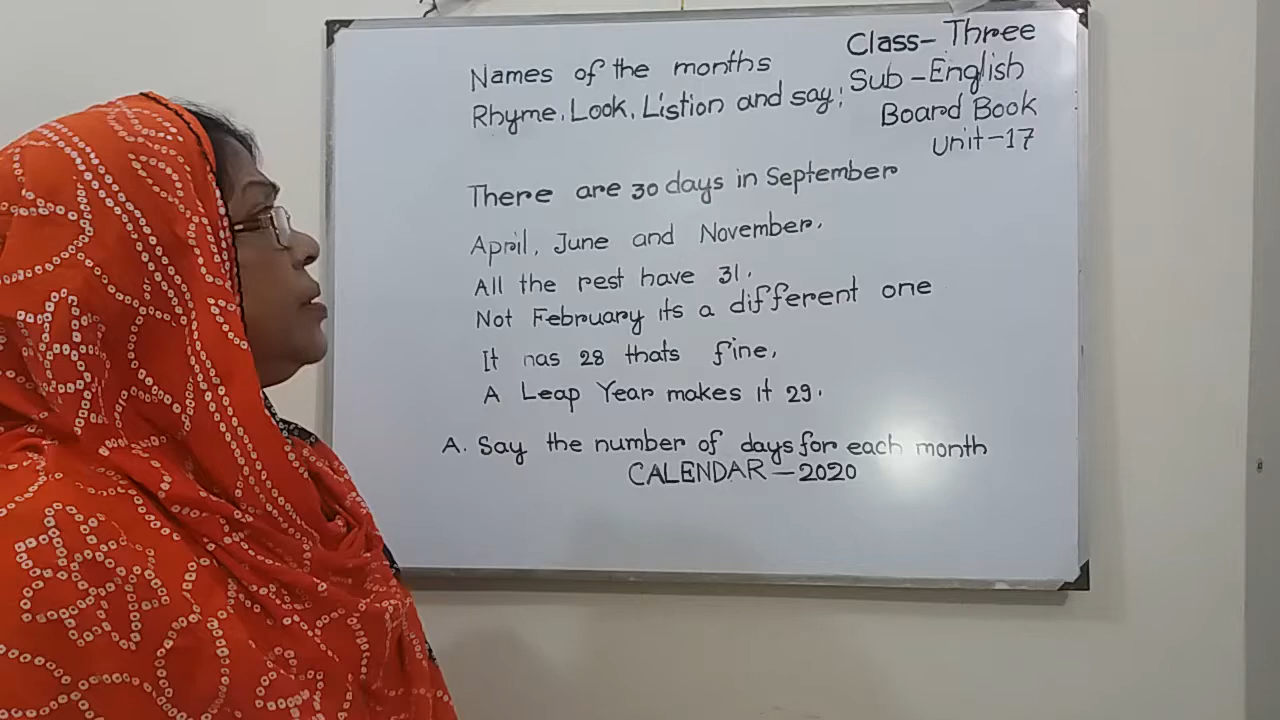 Names of the months
Rhyme, Look, Listion and say;
Class- Three
Sub - English
Board Book
Unit-17
There are 30 days in September
April, June and November.
All the rest have 31.
Not February its a different one
It has 28 thats fine,
A Leap Year makes it 29.
A. Say the number of days for each month
CALENDAR - 2020